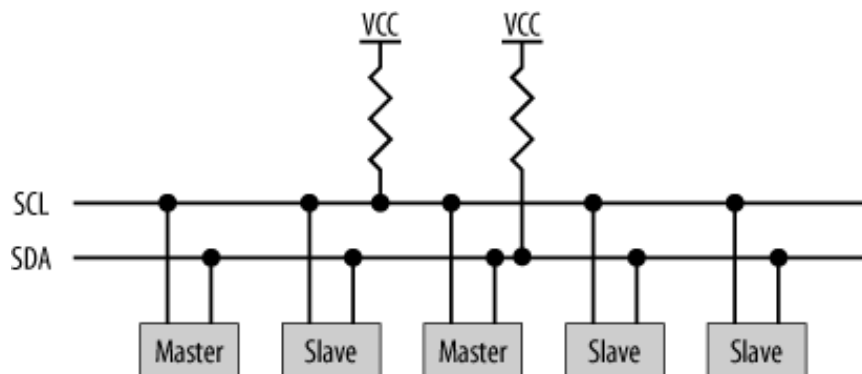 VCC VCC
SCL
SDA
Master Slave Master Slave Slave